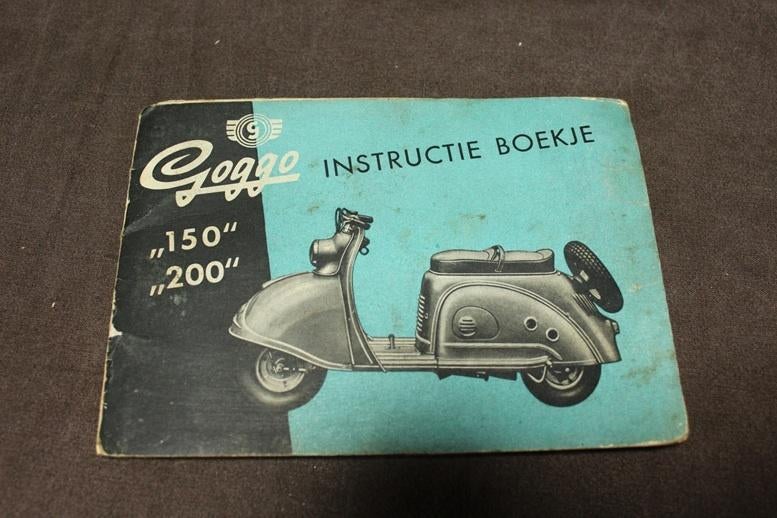 G
Goggo
INSTRUCTIE BOEKJE
„150“
„200“